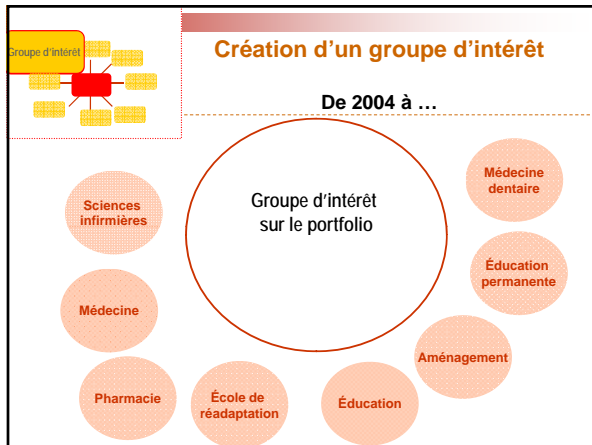 Groupe d'intérêt
Création d'un groupe d'intérêt
De 2004 à …
Groupe d'intérêt
sur le portfolio
Médecine
dentaire
Sciences
infirmières
Éducation
permanente
Médecine
Aménagement
Pharmacie
École de
réadaptation
Éducation